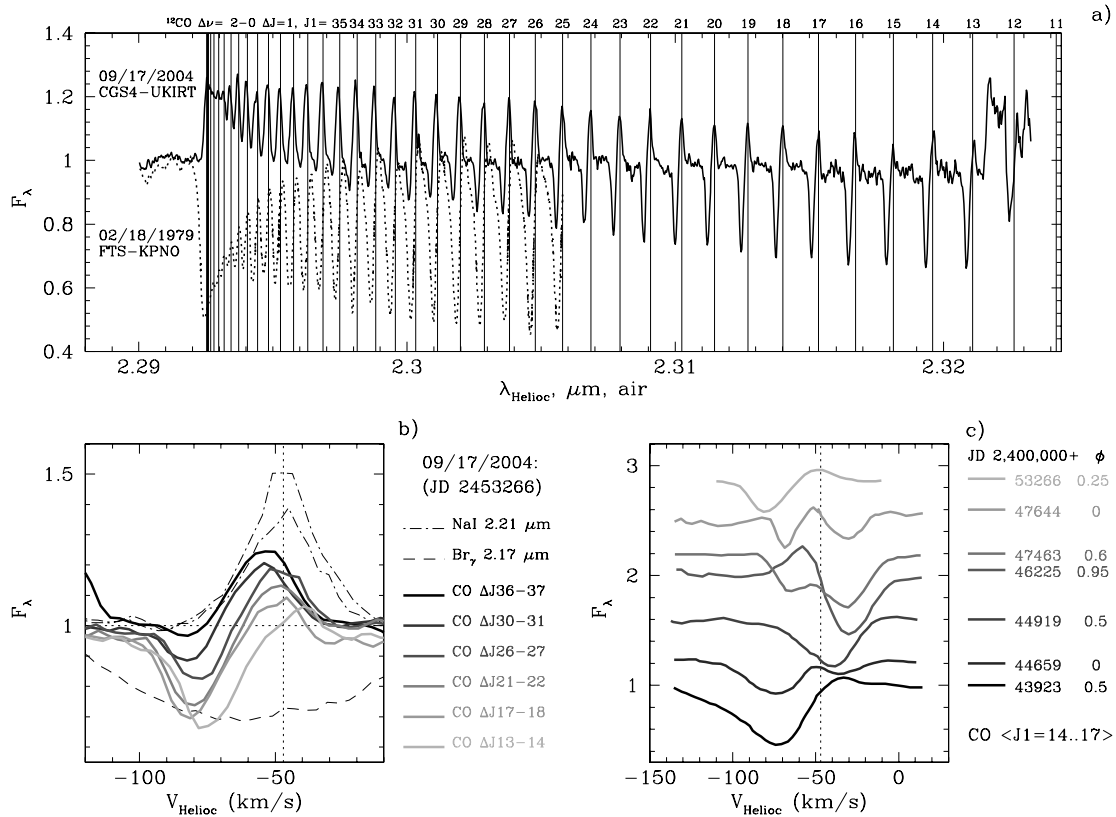 ¹²CO Δν= 2−0 ΔJ=1, J1= 35 34 33 32 31 30 29 28 27 26 25 24 23 22 21 20 19 18 17 16 15 14 13 12 11
a)
1.4
1.2
1
0.8
0.6
0.4
F_λ
09/17/2004
CGS4−UKIRT
02/18/1979
FTS−KPNO
2.29 2.3 2.31 2.32
λ_Helioc, μm, air
b)
1.5
1
F_λ
−100 −50
V_Helioc (km/s)
09/17/2004:
(JD 2453266)
NaI 2.21 μm
Br_γ 2.17 μm
CO ΔJ36−37
CO ΔJ30−31
CO ΔJ26−27
CO ΔJ21−22
CO ΔJ17−18
CO ΔJ13−14
c)
3
2
1
F_λ
−150 −100 −50 0
V_Helioc (km/s)
JD 2,400,000+ ϕ
53266 0.25
47644 0
47463 0.6
46225 0.95
44919 0.5
44659 0
43923 0.5
CO <J1=14..17>